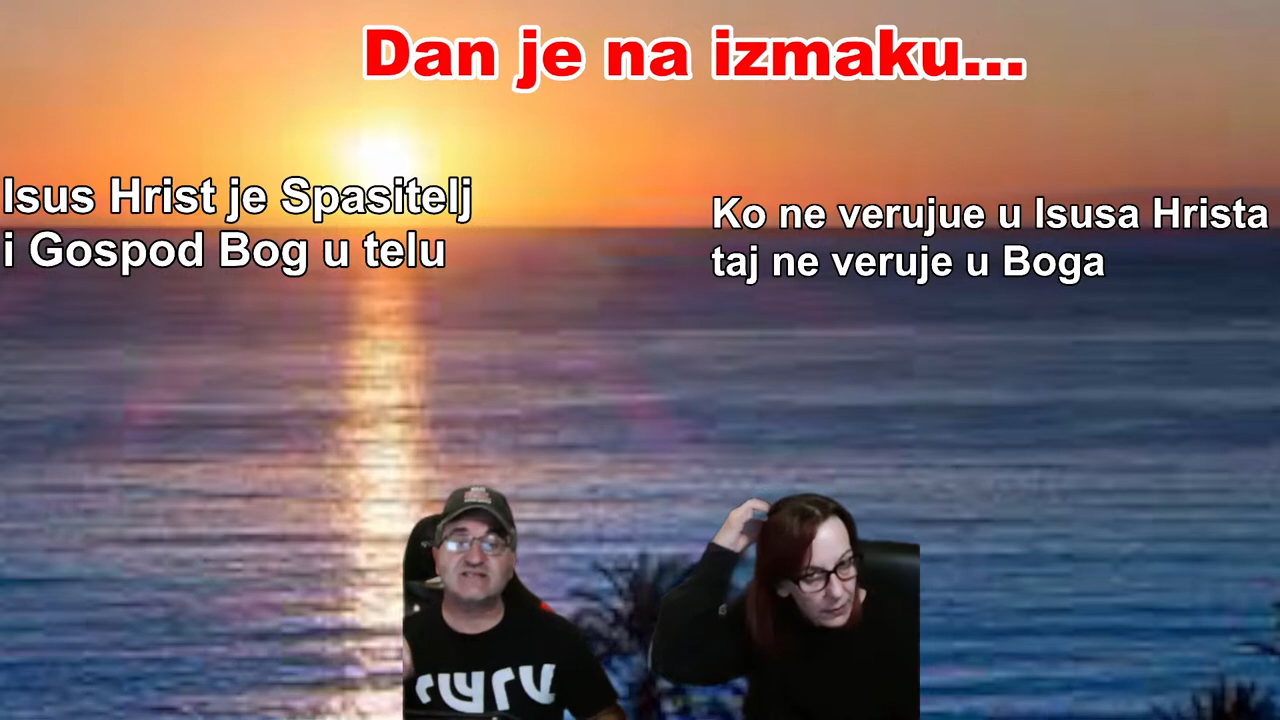 Dan je na izmaku...
Isus Hrist je Spasitelj
i Gospod Bog u telu
Ko ne verujue u Isusa Hrista
taj ne veruje u Boga